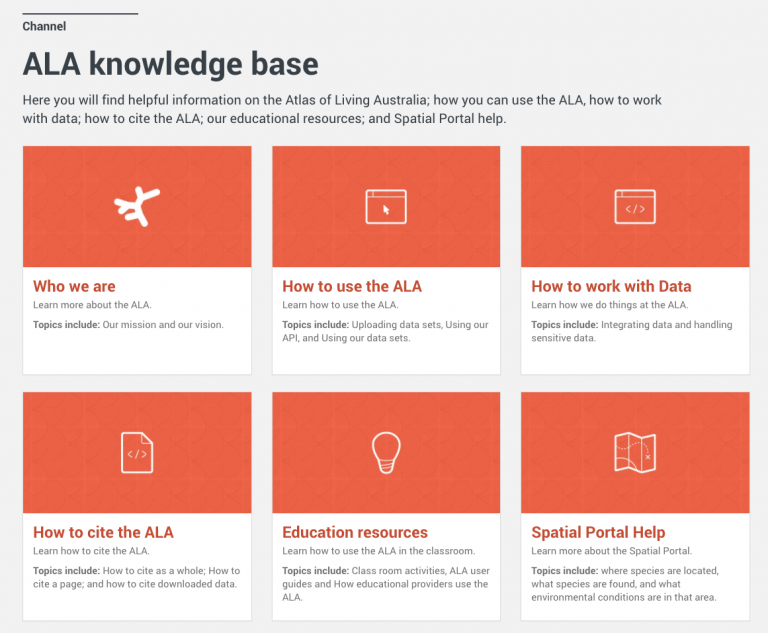 Channel
ALA knowledge base
Here you will find helpful information on the Atlas of Living Australia; how you can use the ALA, how to work
with data; how to cite the ALA; our educational resources; and Spatial Portal help.
Who we are
Learn more about the ALA.
Topics include: Our mission and our vision.
How to use the ALA
Learn how to use the ALA.
Topics include: Uploading data sets, Using our
API, and Using our data sets.
</>
How to work with Data
Learn how we do things at the ALA.
Topics include: Integrating data and handling
sensitive data.
</>
How to cite the ALA
Learn how to cite the ALA.
Topics include: How to cite as a whole; How to
cite a page; and how to cite downloaded data.
Education resources
Learn how to use the ALA in the classroom.
Topics include: Class room activities, ALA user
guides and How educational providers use the
ALA.
Spatial Portal Help
Learn more about the Spatial Portal.
Topics include: where species are located,
what species are found, and what
environmental conditions are in that area.